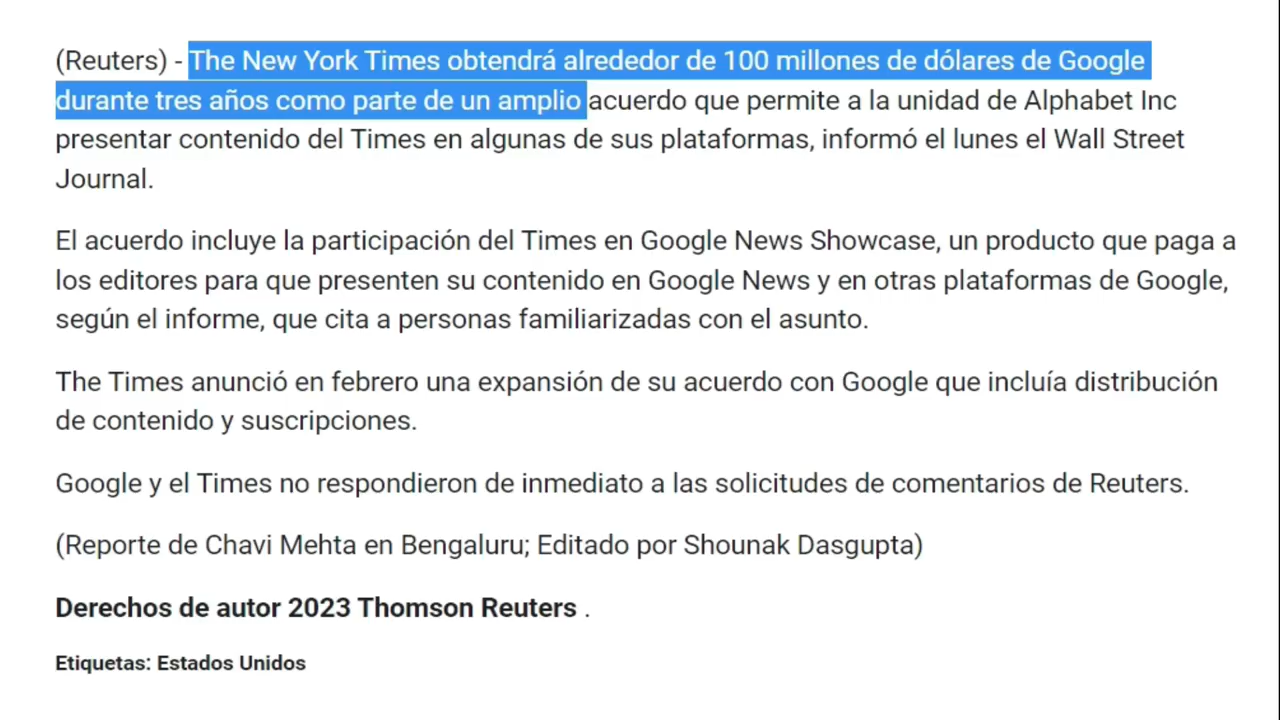 (Reuters) - The New York Times obtendrá alrededor de 100 millones de dólares de Google
durante tres años como parte de un amplio acuerdo que permite a la unidad de Alphabet Inc
presentar contenido del Times en algunas de sus plataformas, informó el lunes el Wall Street
Journal.
El acuerdo incluye la participación del Times en Google News Showcase, un producto que paga a
los editores para que presenten su contenido en Google News y en otras plataformas de Google,
según el informe, que cita a personas familiarizadas con el asunto.
The Times anunció en febrero una expansión de su acuerdo con Google que incluía distribución
de contenido y suscripciones.
Google y el Times no respondieron de inmediato a las solicitudes de comentarios de Reuters.
(Reporte de Chavi Mehta en Bengaluru; Editado por Shounak Dasgupta)
Derechos de autor 2023 Thomson Reuters .
Etiquetas: Estados Unidos